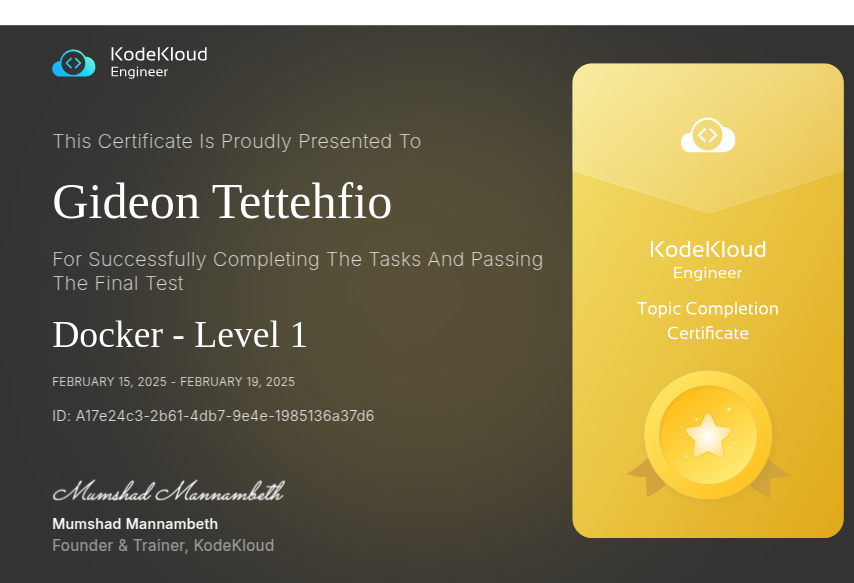 KodeKloud
Engineer
This Certificate Is Proudly Presented To
Gideon Tettehfio
For Successfully Completing The Tasks And Passing
The Final Test
Docker - Level 1
FEBRUARY 15, 2025 - FEBRUARY 19, 2025
ID: A17e24c3-2b61-4db7-9e4e-1985136a37d6
Mumshad Mannambeth
Mumshad Mannambeth
Founder & Trainer, KodeKloud
KodeKloud
Engineer
Topic Completion
Certificate